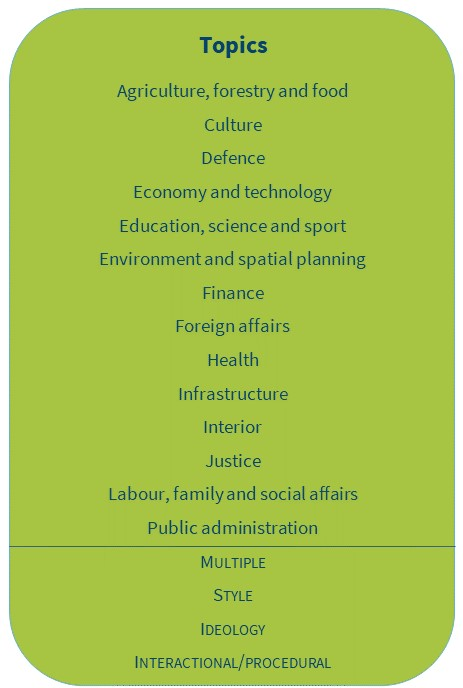 Topics
Agriculture, forestry and food
Culture
Defence
Economy and technology
Education, science and sport
Environment and spatial planning
Finance
Foreign affairs
Health
Infrastructure
Interior
Justice
Labour, family and social affairs
Public administration
MULTIPLE
STYLE
IDEOLOGY
INTERACTIONAL/PROCEDURAL